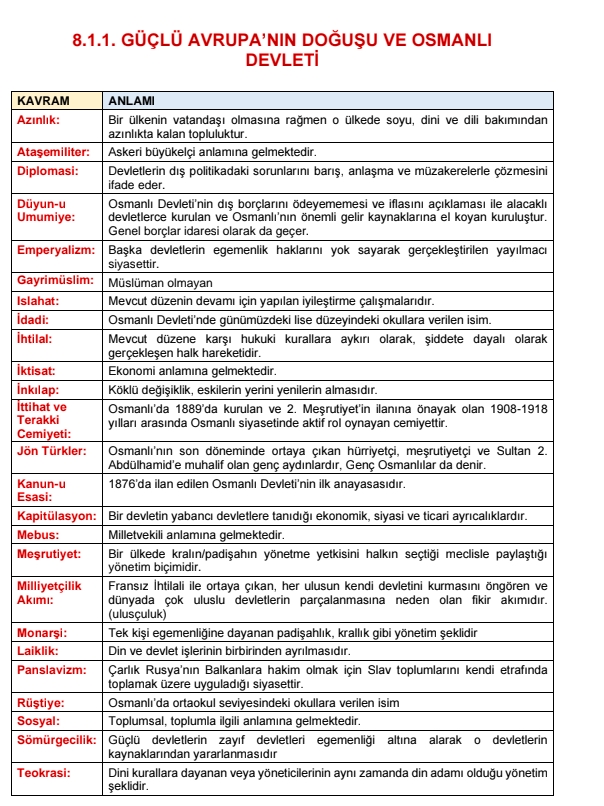 8.1.1. GÜÇLÜ AVRUPA’NIN DOĞUŞU VE OSMANLI
DEVLETİ
KAVRAM ANLAMI
Azınlık: Bir ülkenin vatandaşı olmasına rağmen o ülkede soyu, dini ve dili bakımından
azınlıkta kalan topluluktur.
Ataşemiliter: Askeri büyükelçi anlamına gelmektedir.
Diplomasi: Devletlerin dış politikadaki sorunlarını barış, anlaşma ve müzakerelerle çözmesini
ifade eder.
Düyun-u Osmanlı Devleti’nin dış borçlarını ödeyememesi ve iflasını açıklaması ile alacaklı
Umumiye: devletlerce kurulan ve Osmanlı’nın önemli gelir kaynaklarına el koyan kuruluştur.
Genel borçlar idaresi olarak da geçer.
Emperyalizm: Başka devletlerin egemenlik haklarını yok sayarak gerçekleştirilen yayılmacı
siyasettir.
Gayrimüslim: Müslüman olmayan
Islahat: Mevcut düzenin devamı için yapılan iyileştirme çalışmalarıdır.
İdadi: Osmanlı Devleti’nde günümüzdeki lise düzeyindeki okullara verilen isim.
İhtilal: Mevcut düzene karşı hukuki kurallara aykırı olarak, şiddete dayalı olarak
gerçekleşen halk hareketidir.
İktisat: Ekonomi anlamına gelmektedir.
İnkılap: Köklü değişiklik, eskilerin yerini yenilerin almasıdır.
İttihat ve Osmanlı’da 1889’da kurulan ve 2. Meşrutiyet’in ilanına önayak olan 1908-1918
Terakki yılları arasında Osmanlı siyasetinde aktif rol oynayan cemiyettir.
Cemiyeti:
Jön Türkler: Osmanlı’nın son döneminde ortaya çıkan hürriyetçi, meşrutiyetçi ve Sultan 2.
Abdülhamid’e muhalif olan genç aydınlardır, Genç Osmanlılar da denir.
Kanun-u 1876’da ilan edilen Osmanlı Devleti’nin ilk anayasasıdır.
Esasi:
Kapitülasyon: Bir devletin yabancı devletlere tanıdığı ekonomik, siyasi ve ticari ayrıcalıklardır.
Mebus: Milletvekili anlamına gelmektedir.
Meşrutiyet: Bir ülkede kralın/padişahın yönetme yetkisini halkın seçtiği meclisle paylaştığı
yönetim biçimidir.
Milliyetçilik Fransız İhtilali ile ortaya çıkan, her ulusun kendi devletini kurmasını öngören ve
Akımı: dünyada çok uluslu devletlerin parçalanmasına neden olan fikir akımıdır.
(ulusçuluk)
Monarşi: Tek kişi egemenliğine dayanan padişahlık, krallık gibi yönetim şeklidir
Laiklik: Din ve devlet işlerinin birbirinden ayrılmasıdır.
Panslavizm: Çarlık Rusya’nın Balkanlara hakim olmak için Slav toplumlarını kendi etrafında
toplamak üzere uyguladığı siyasettir.
Rüştiye: Osmanlı’da ortaokul seviyesindeki okullara verilen isim
Sosyal: Toplumsal, toplumla ilgili anlamına gelmektedir.
Sömürgecilik: Güçlü devletlerin zayıf devletleri egemenliği altına alarak o devletlerin
kaynaklarından yararlanmasıdır
Teokrasi: Dini kurallara dayanan veya yöneticilerin aynı zamanda din adamı olduğu yönetim
şeklidir.